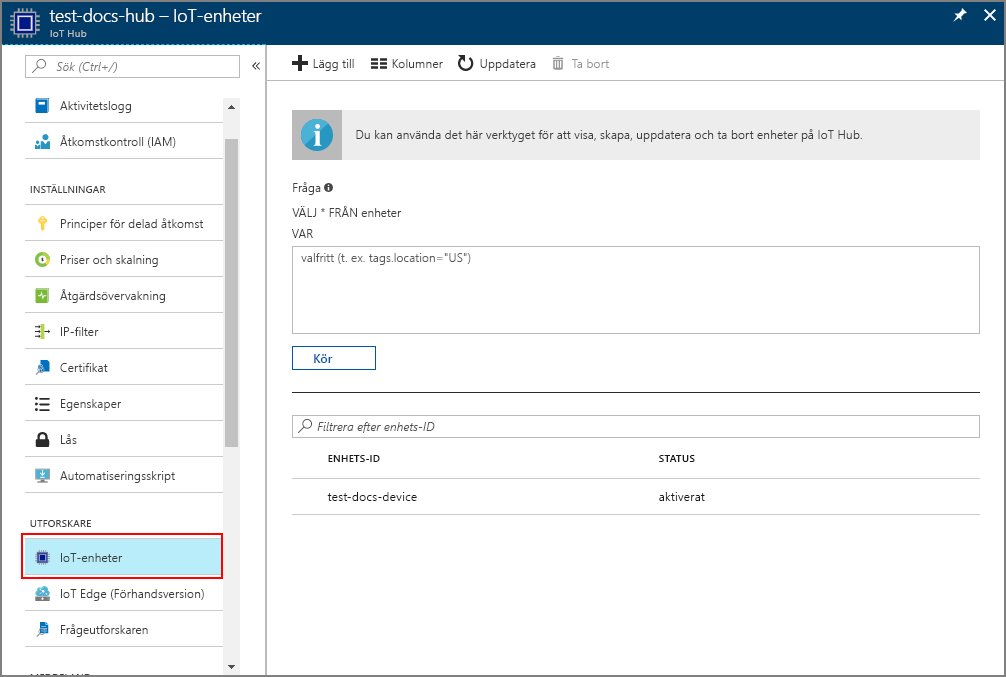 test-docs-hub – IoT-enheter
IoT Hub
Sök (Ctrl+/)
«
Aktivitetslogg
Åtkomstkontroll (IAM)
INSTÄLLNINGAR
Principer för delad åtkomst
Priser och skalning
Åtgärdsövervakning
IP-filter
Certifikat
Egenskaper
Lås
Automatiseringsskript
UTFORSKARE
IoT-enheter
IoT Edge (Förhandsversion)
Frågeutforskaren
Lägg till Kolumner Uppdatera Ta bort
Du kan använda det här verktyget för att visa, skapa, uppdatera och ta bort enheter på IoT Hub.
Fråga
VÄLJ * FRÅN enheter
VAR
valfritt (t. ex. tags.location="US")
Kör
Filtrera efter enhets-ID
ENHETS-ID STATUS
test-docs-device aktiverat